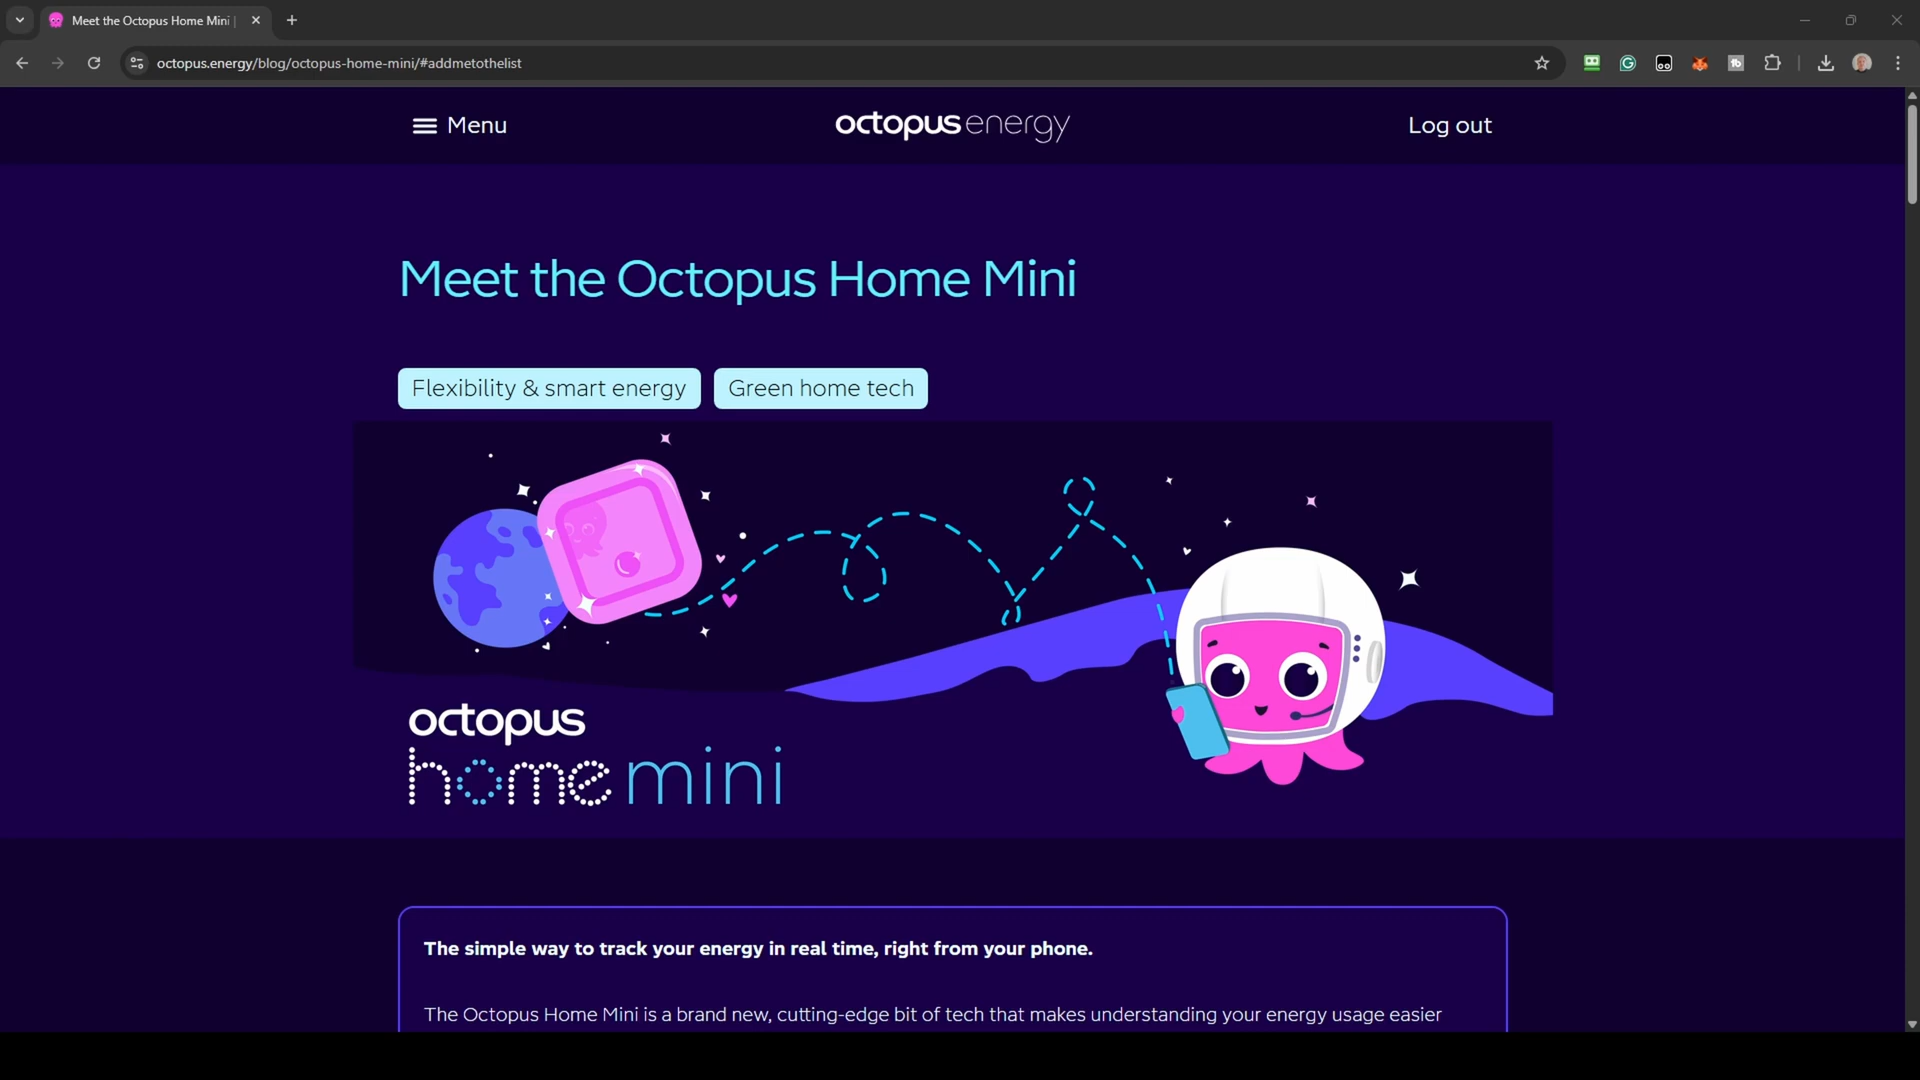 Meet the Octopus Home Mini |
octopus.energy/blog/octopus-home-mini/#addmetothelist
Menu
octopus energy
Log out
Meet the Octopus Home Mini
Flexibility & smart energy
Green home tech
octopus
home mini
The simple way to track your energy in real time, right from your phone.
The Octopus Home Mini is a brand new, cutting-edge bit of tech that makes understanding your energy usage easier